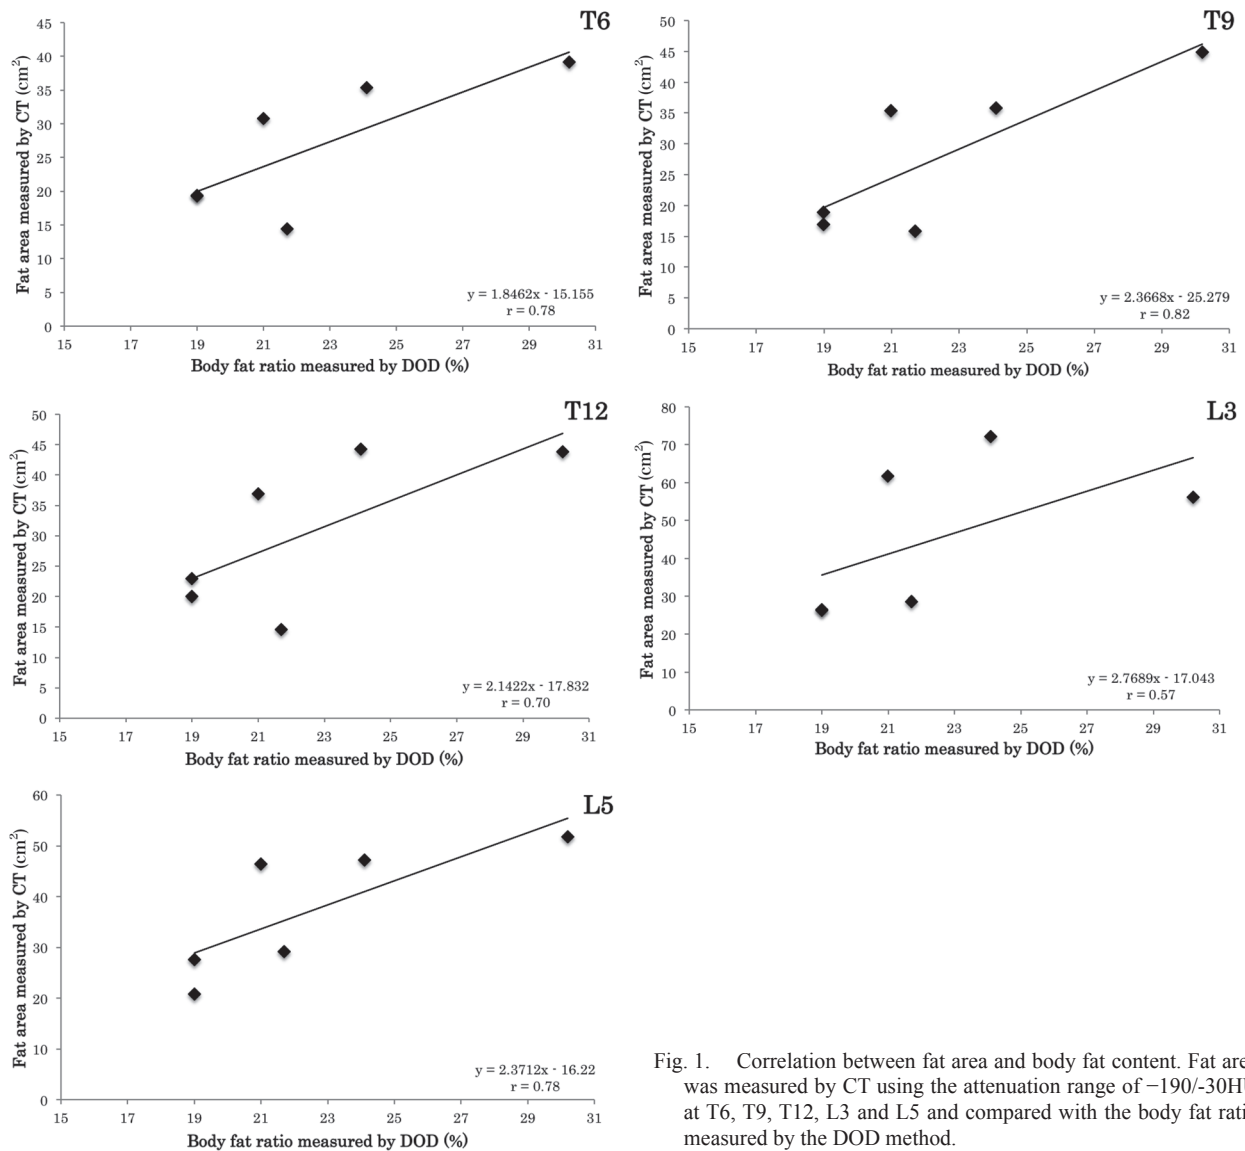 T6
Fat area measured by CT (cm²)
45
40
35
30
25
20
15
10
5
0
y = 1.8462x - 15.155
r = 0.78
15 17 19 21 23 25 27 29 31
Body fat ratio measured by DOD (%)
T9
Fat area measured by CT (cm²)
50
45
40
35
30
25
20
15
10
5
0
y = 2.3668x - 25.279
r = 0.82
15 17 19 21 23 25 27 29 31
Body fat ratio measured by DOD (%)
T12
Fat area measured by CT (cm²)
50
45
40
35
30
25
20
15
10
5
0
y = 2.1422x - 17.832
r = 0.70
15 17 19 21 23 25 27 29 31
Body fat ratio measured by DOD (%)
L3
Fat area measured by CT (cm²)
80
70
60
50
40
30
20
10
0
y = 2.7689x - 17.043
r = 0.57
15 17 19 21 23 25 27 29 31
Body fat ratio measured by DOD (%)
L5
Fat area measured by CT (cm²)
60
50
40
30
20
10
0
y = 2.3712x - 16.22
r = 0.78
15 17 19 21 23 25 27 29 31
Body fat ratio measured by DOD (%)
Fig. 1. Correlation between fat area and body fat content. Fat are
was measured by CT using the attenuation range of −190/-30H
at T6, T9, T12, L3 and L5 and compared with the body fat rati
measured by the DOD method.